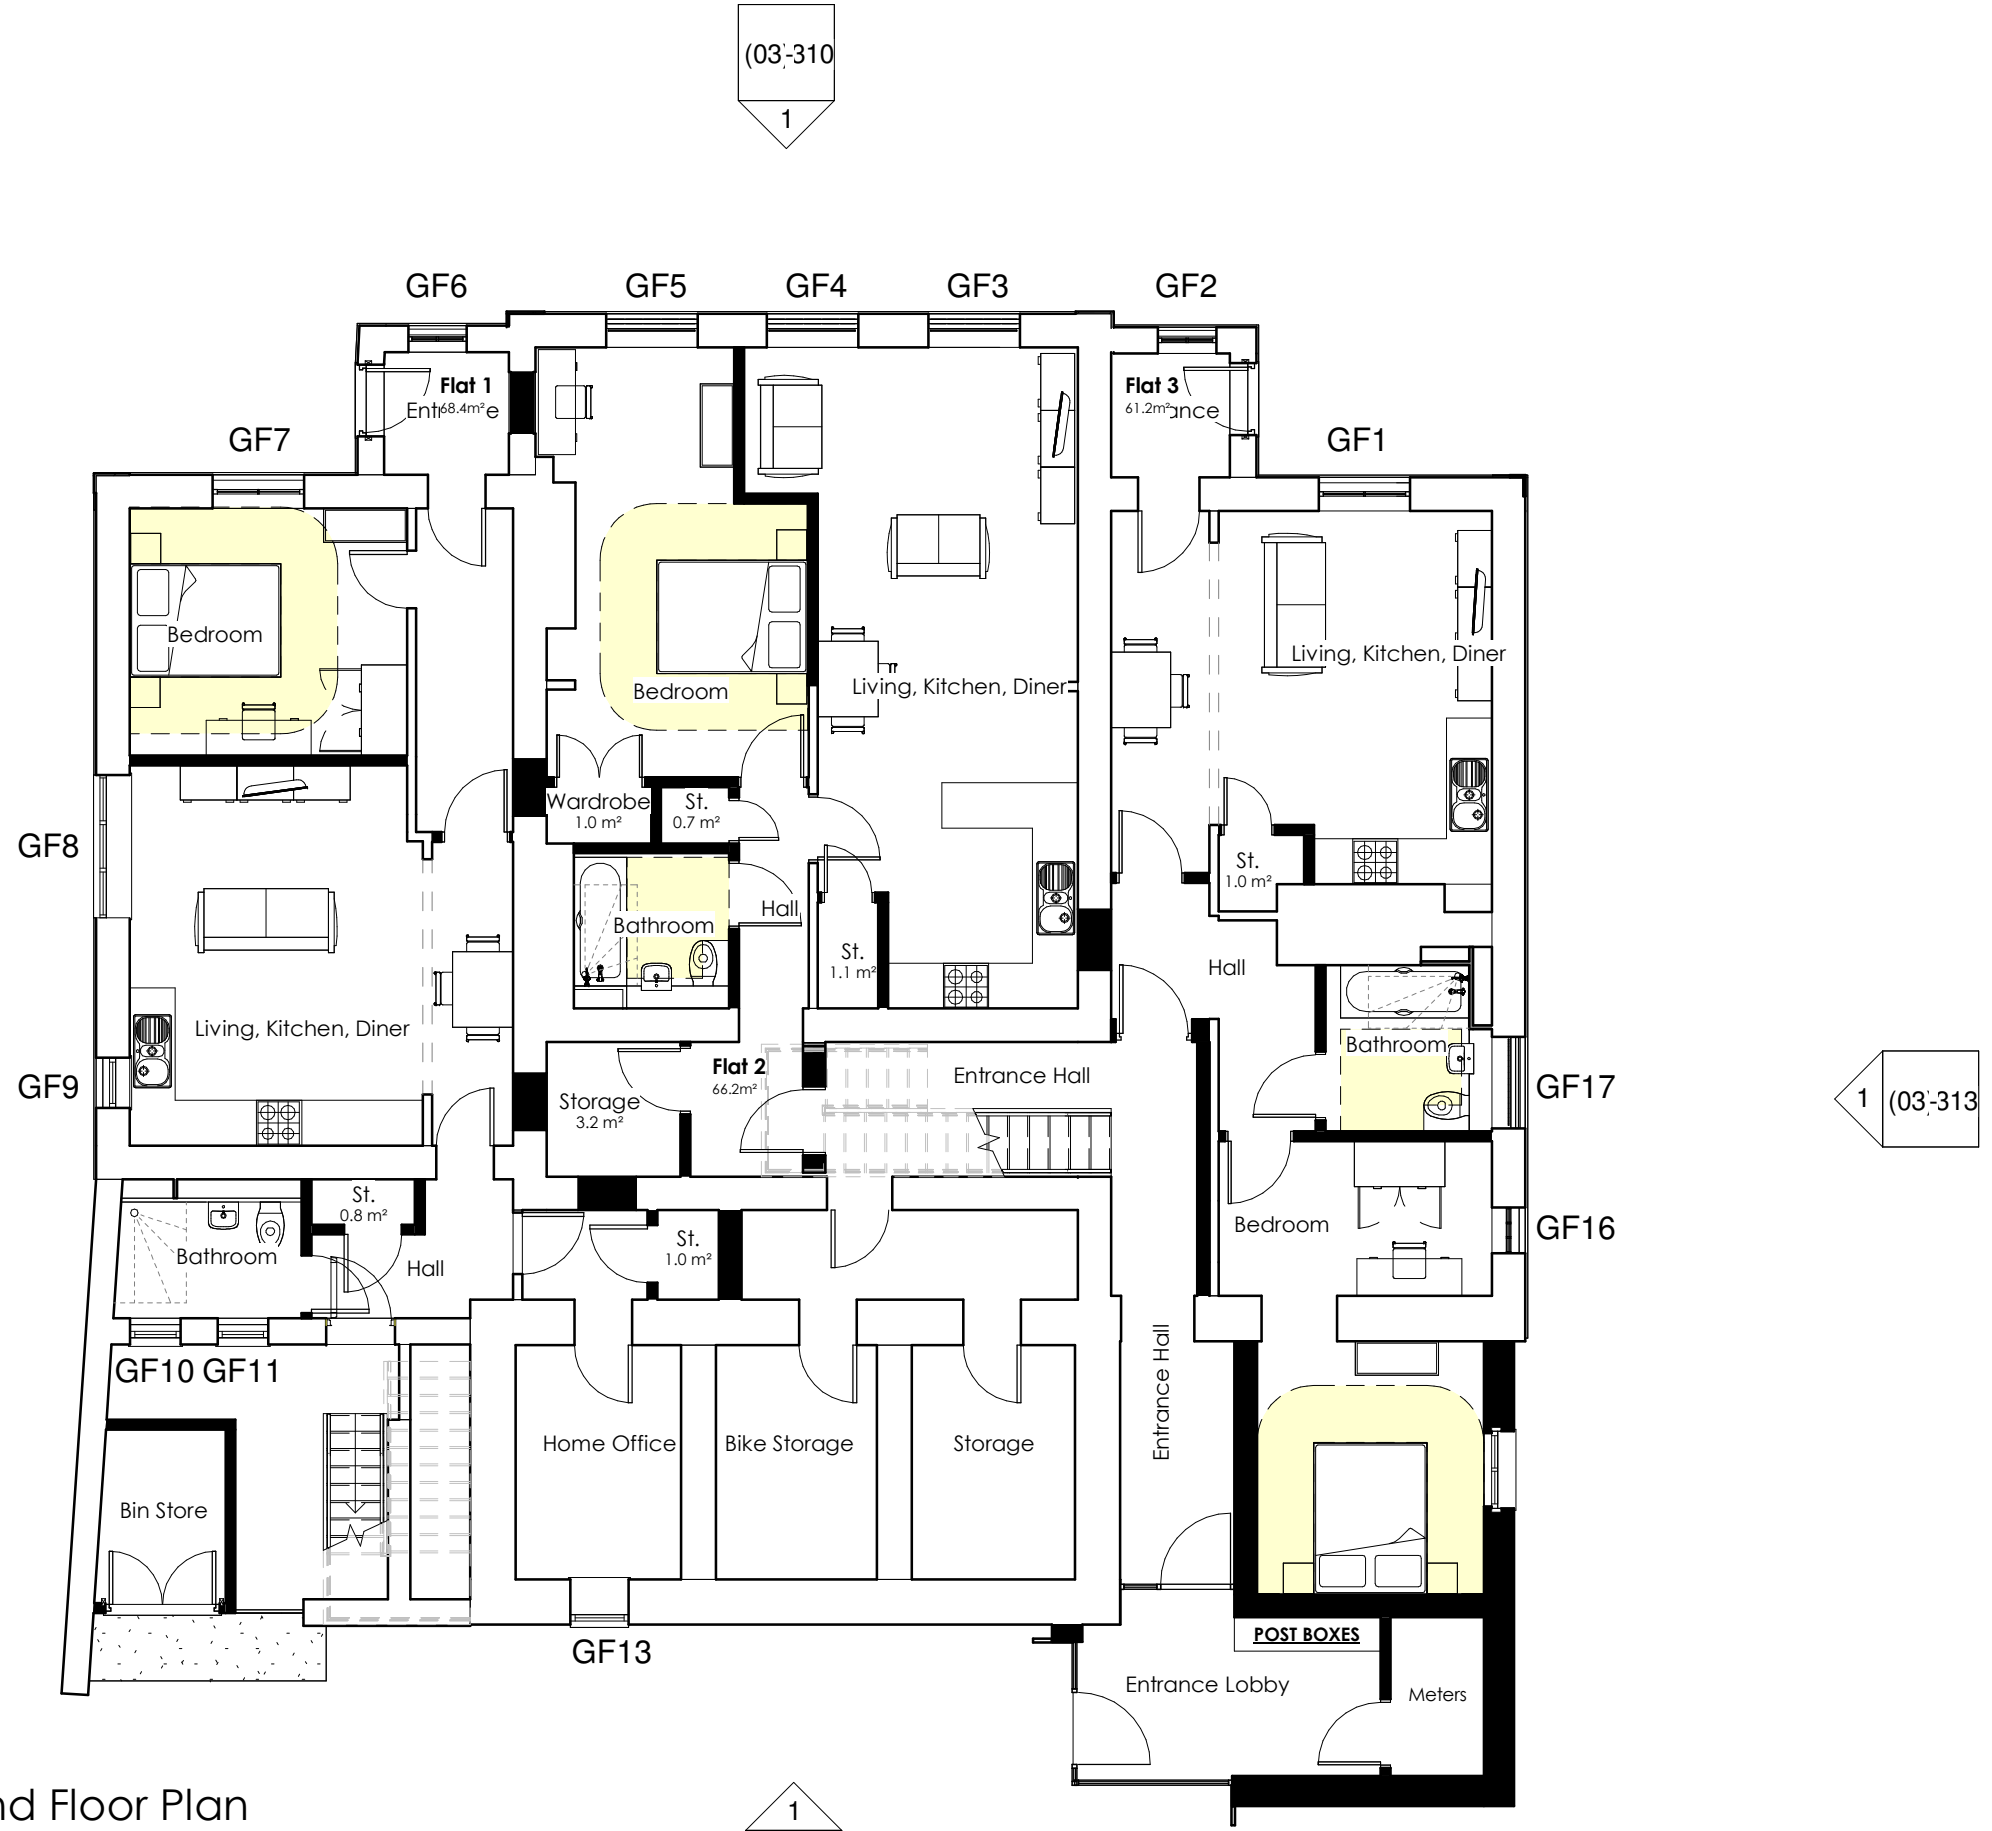 (03)-310
1
GF6
GF5
GF4
GF3
GF2
Flat 1
68.4m²
Flat 3
61.2m²
GF7
GF1
Bedroom
Living, Kitchen, Diner
Bedroom
Living, Kitchen, Diner
Wardrobe
1.0 m²
St.
0.7 m²
GF8
St.
1.0 m²
Hall
Bathroom
St.
1.1 m²
Hall
Living, Kitchen, Diner
Bathroom
Flat 2
66.2m²
Entrance Hall
GF9
GF17
1
(03)-313
Storage
3.2 m²
St.
0.8 m²
Bedroom
GF16
Bathroom
Hall
St.
1.0 m²
GF10
GF11
Entrance Hall
Home Office
Bike Storage
Storage
Bin Store
GF13
POST BOXES
Entrance Lobby
Meters
1
Floor Plan